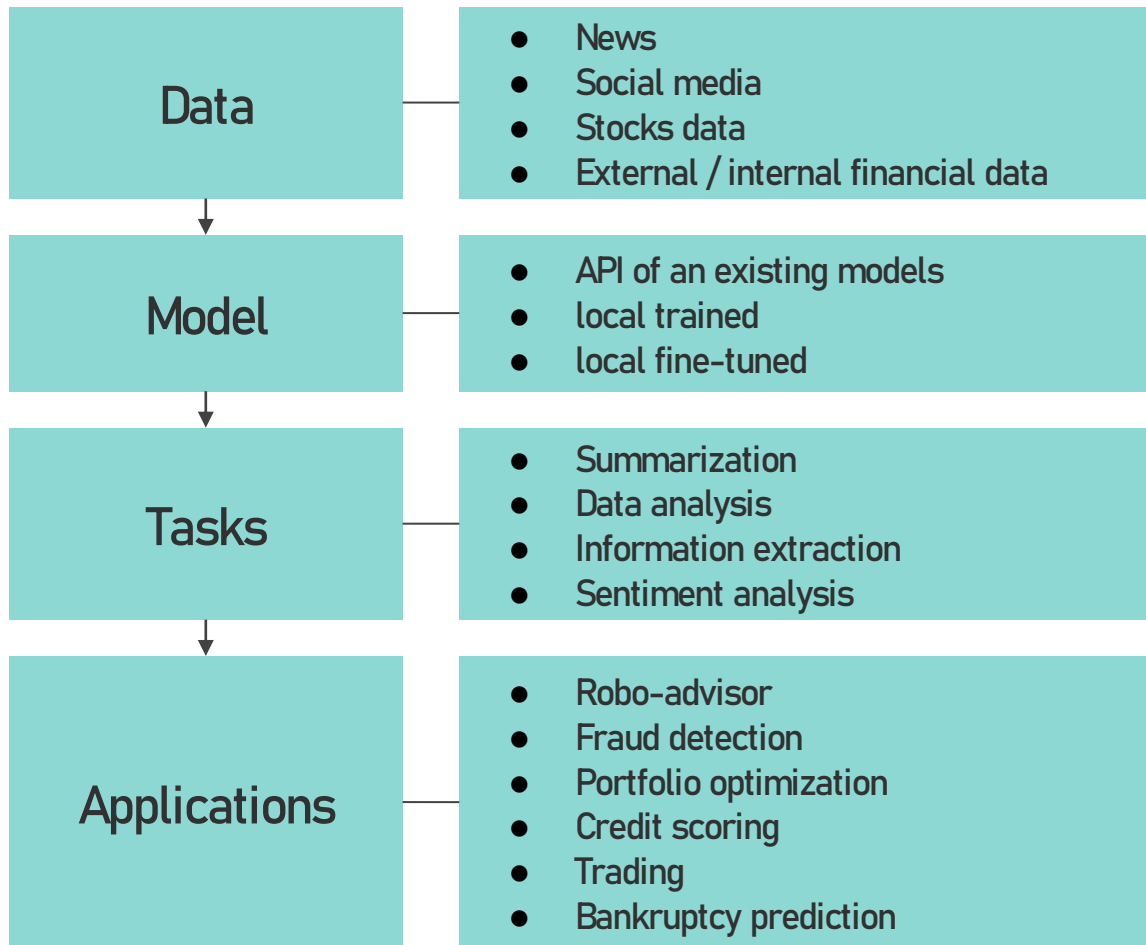 Data
● News
● Social media
● Stocks data
● External / internal financial data
Model
● API of an existing models
● local trained
● local fine-tuned
Tasks
● Summarization
● Data analysis
● Information extraction
● Sentiment analysis
Applications
● Robo-advisor
● Fraud detection
● Portfolio optimization
● Credit scoring
● Trading
● Bankruptcy prediction